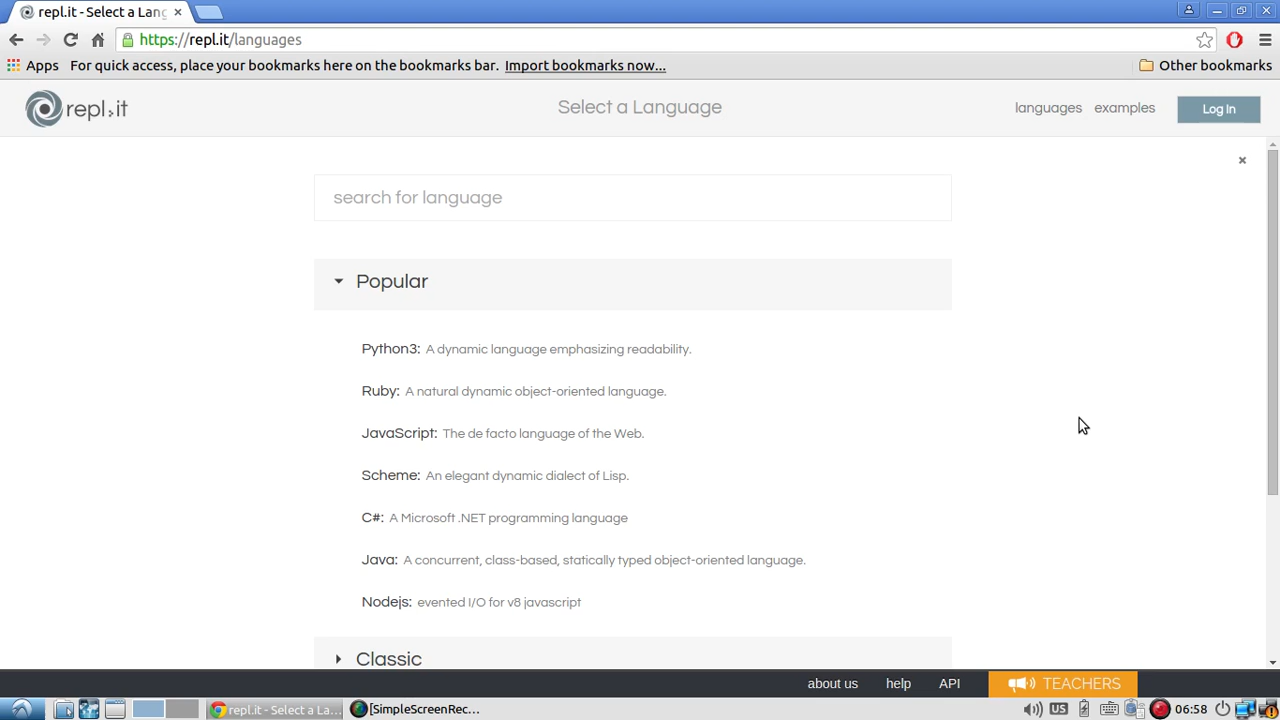 repl.it - Select a Lang
https://repl.it/languages
Apps For quick access, place your bookmarks here on the bookmarks bar. Import bookmarks now... Other bookmarks
repl.it Select a Language languages examples Log In
search for language
Popular
Python3: A dynamic language emphasizing readability.
Ruby: A natural dynamic object-oriented language.
JavaScript: The de facto language of the Web.
Scheme: An elegant dynamic dialect of Lisp.
C#: A Microsoft .NET programming language
Java: A concurrent, class-based, statically typed object-oriented language.
Nodejs: evented I/O for v8 javascript
Classic
about us help API TEACHERS
repl.it - Select a La... [SimpleScreenRec... US 06:58